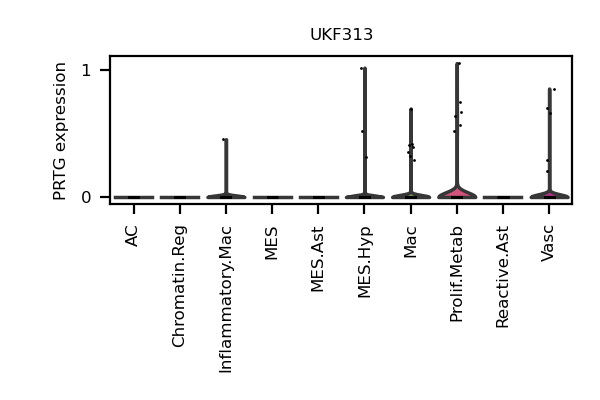 UKF313
PRTG expression
1
0
AC
Chromatin.Reg
Inflammatory.Mac
MES
MES.Ast
MES.Hyp
Mac
Prolif.Metab
Reactive.Ast
Vasc